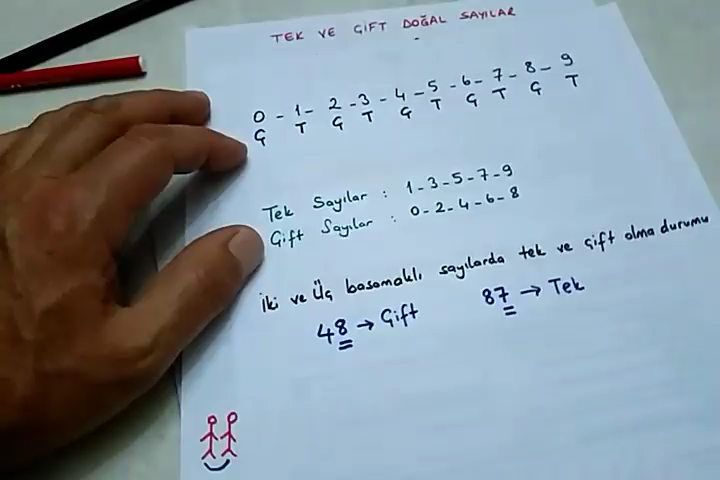 TEK VE ÇİFT DOĞAL SAYILAR
0 - 1 - 2 - 3 - 4 - 5 - 6 - 7 - 8 - 9
Ç T Ç T Ç T Ç T Ç T
Tek Sayılar : 1 - 3 - 5 - 7 - 9
Çift Sayılar : 0 - 2 - 4 - 6 - 8
İki ve Üç basamaklı sayılarda tek ve çift olma durumu
48 → Çift 87 → Tek